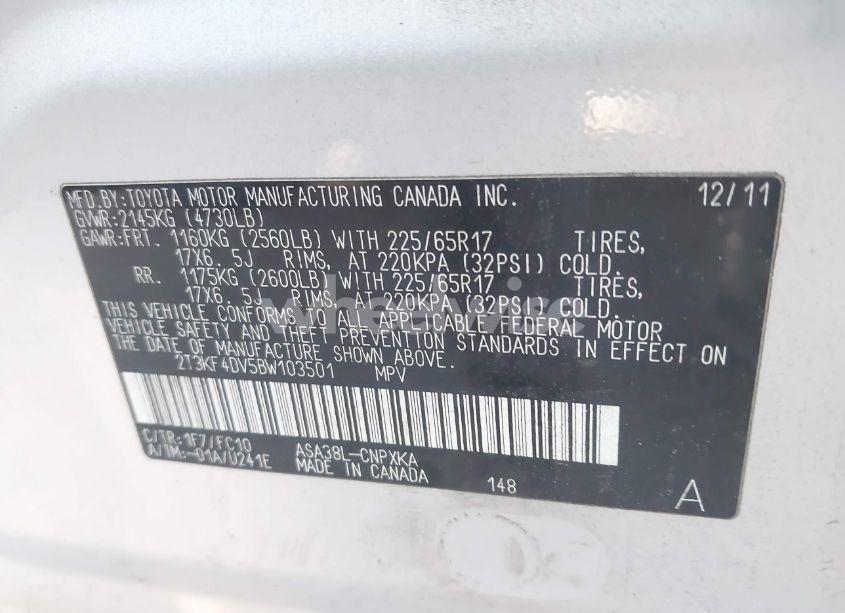 MFD.BY:TOYOTA MOTOR MANUFACTURING CANADA INC. 12/11
GVWR:2145KG (4730LB)
GAWR:FRT. 1160KG (2560LB) WITH 225/65R17 TIRES,
17X6. 5J RIMS, AT 220KPA (32PSI) COLD.
RR. 1175KG (2600LB) WITH 225/65R17 TIRES,
17X6. 5J RIMS, AT 220KPA (32PSI) COLD.
THIS VEHICLE CONFORMS TO ALL APPLICABLE FEDERAL MOTOR
VEHICLE SAFETY AND THEFT PREVENTION STANDARDS IN EFFECT ON
THE DATE OF MANUFACTURE SHOWN ABOVE.
2T3KF4DV5BW103501 MPV
C/TR:1F7/FC10 ASA38L-CNPXKA
A/TM:-01A/U241E MADE IN CANADA 148 A
wheelwise